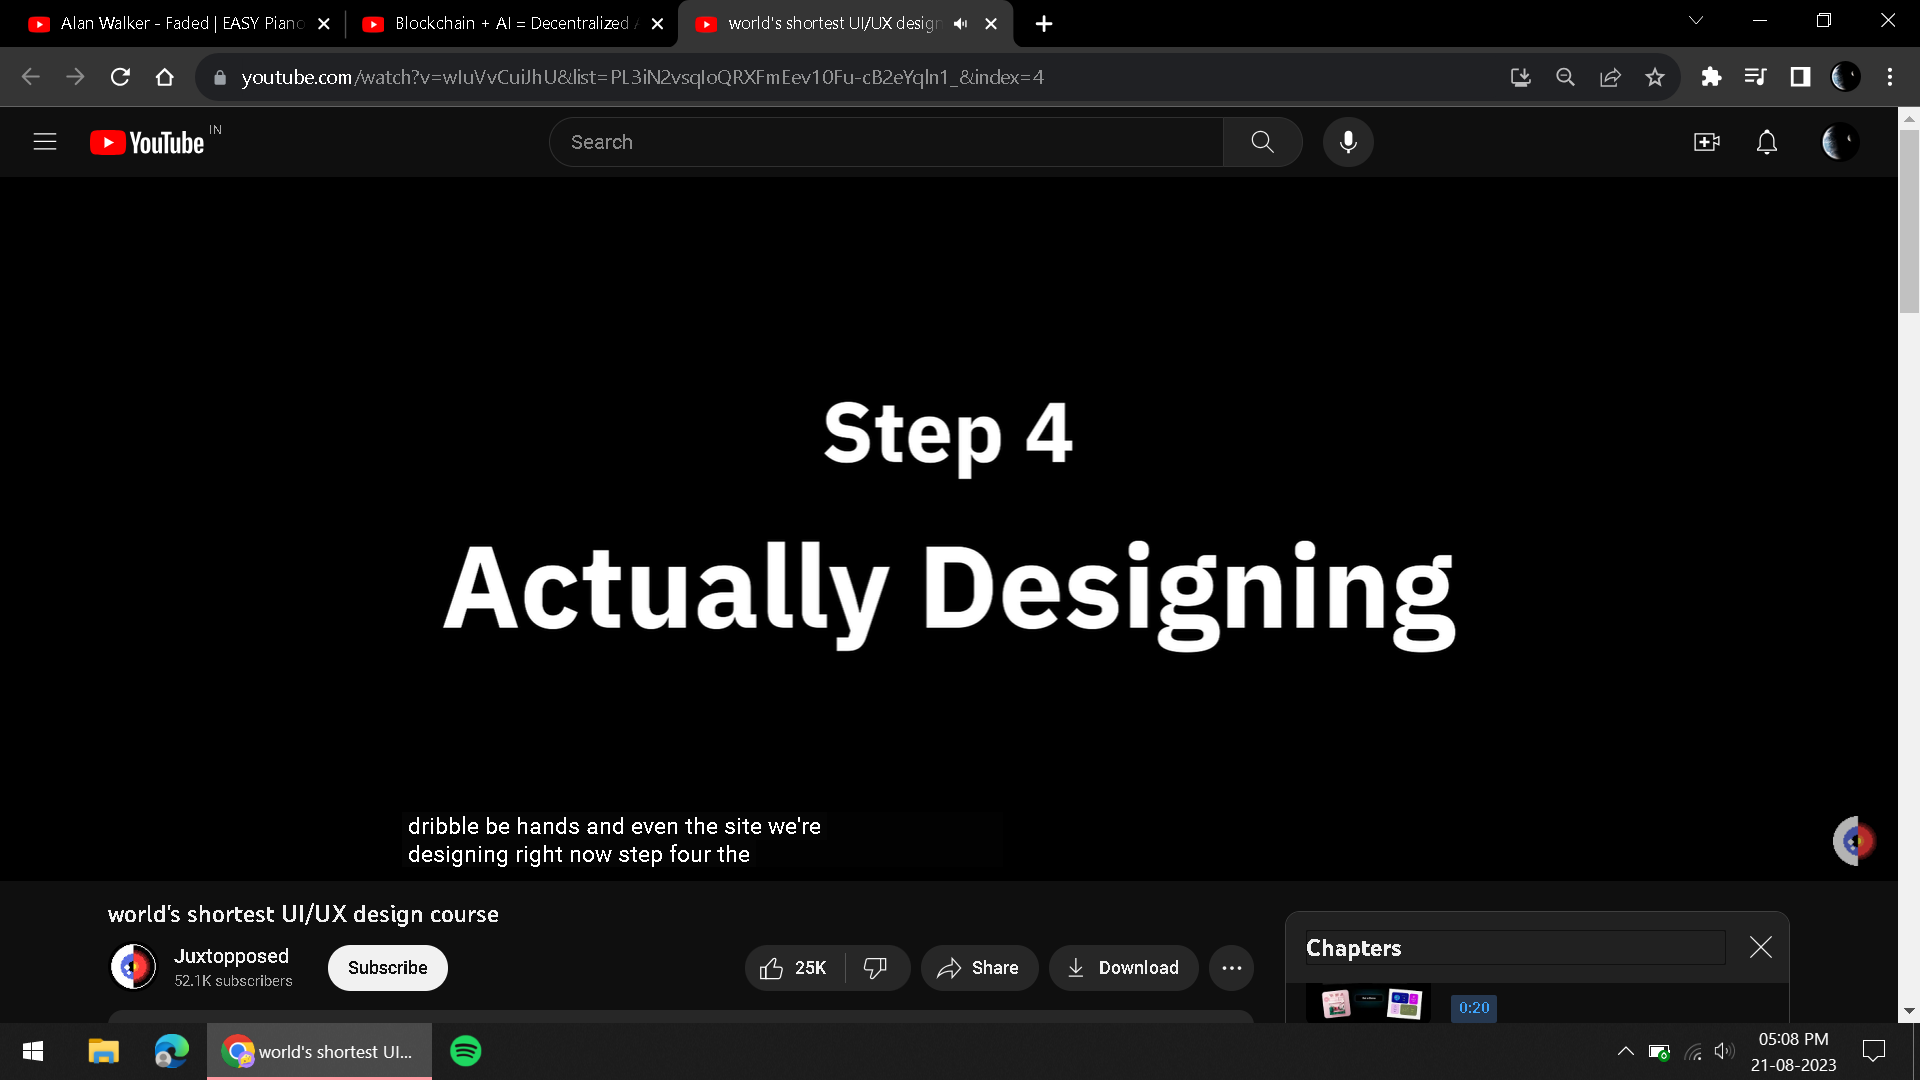 Alan Walker - Faded | EASY Piano
Blockchain + AI = Decentralized A
world's shortest UI/UX design
youtube.com/watch?v=wIuVvCuiJhU&list=PL3iN2vsqIoQRXFmEev10Fu-cB2eYqln1_&index=4
YouTube IN
Search
Step 4
Actually Designing
dribble be hands and even the site we're
designing right now step four the
world's shortest UI/UX design course
Juxtopposed
52.1K subscribers
Subscribe
25K
Share
Download
Chapters
0:20
world's shortest UI...
05:08 PM
21-08-2023